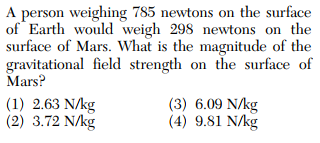 A person weighing 785 newtons on the surface
of Earth would weigh 298 newtons on the
surface of Mars. What is the magnitude of the
gravitational field strength on the surface of
Mars?
(1) 2.63 N/kg (3) 6.09 N/kg
(2) 3.72 N/kg (4) 9.81 N/kg